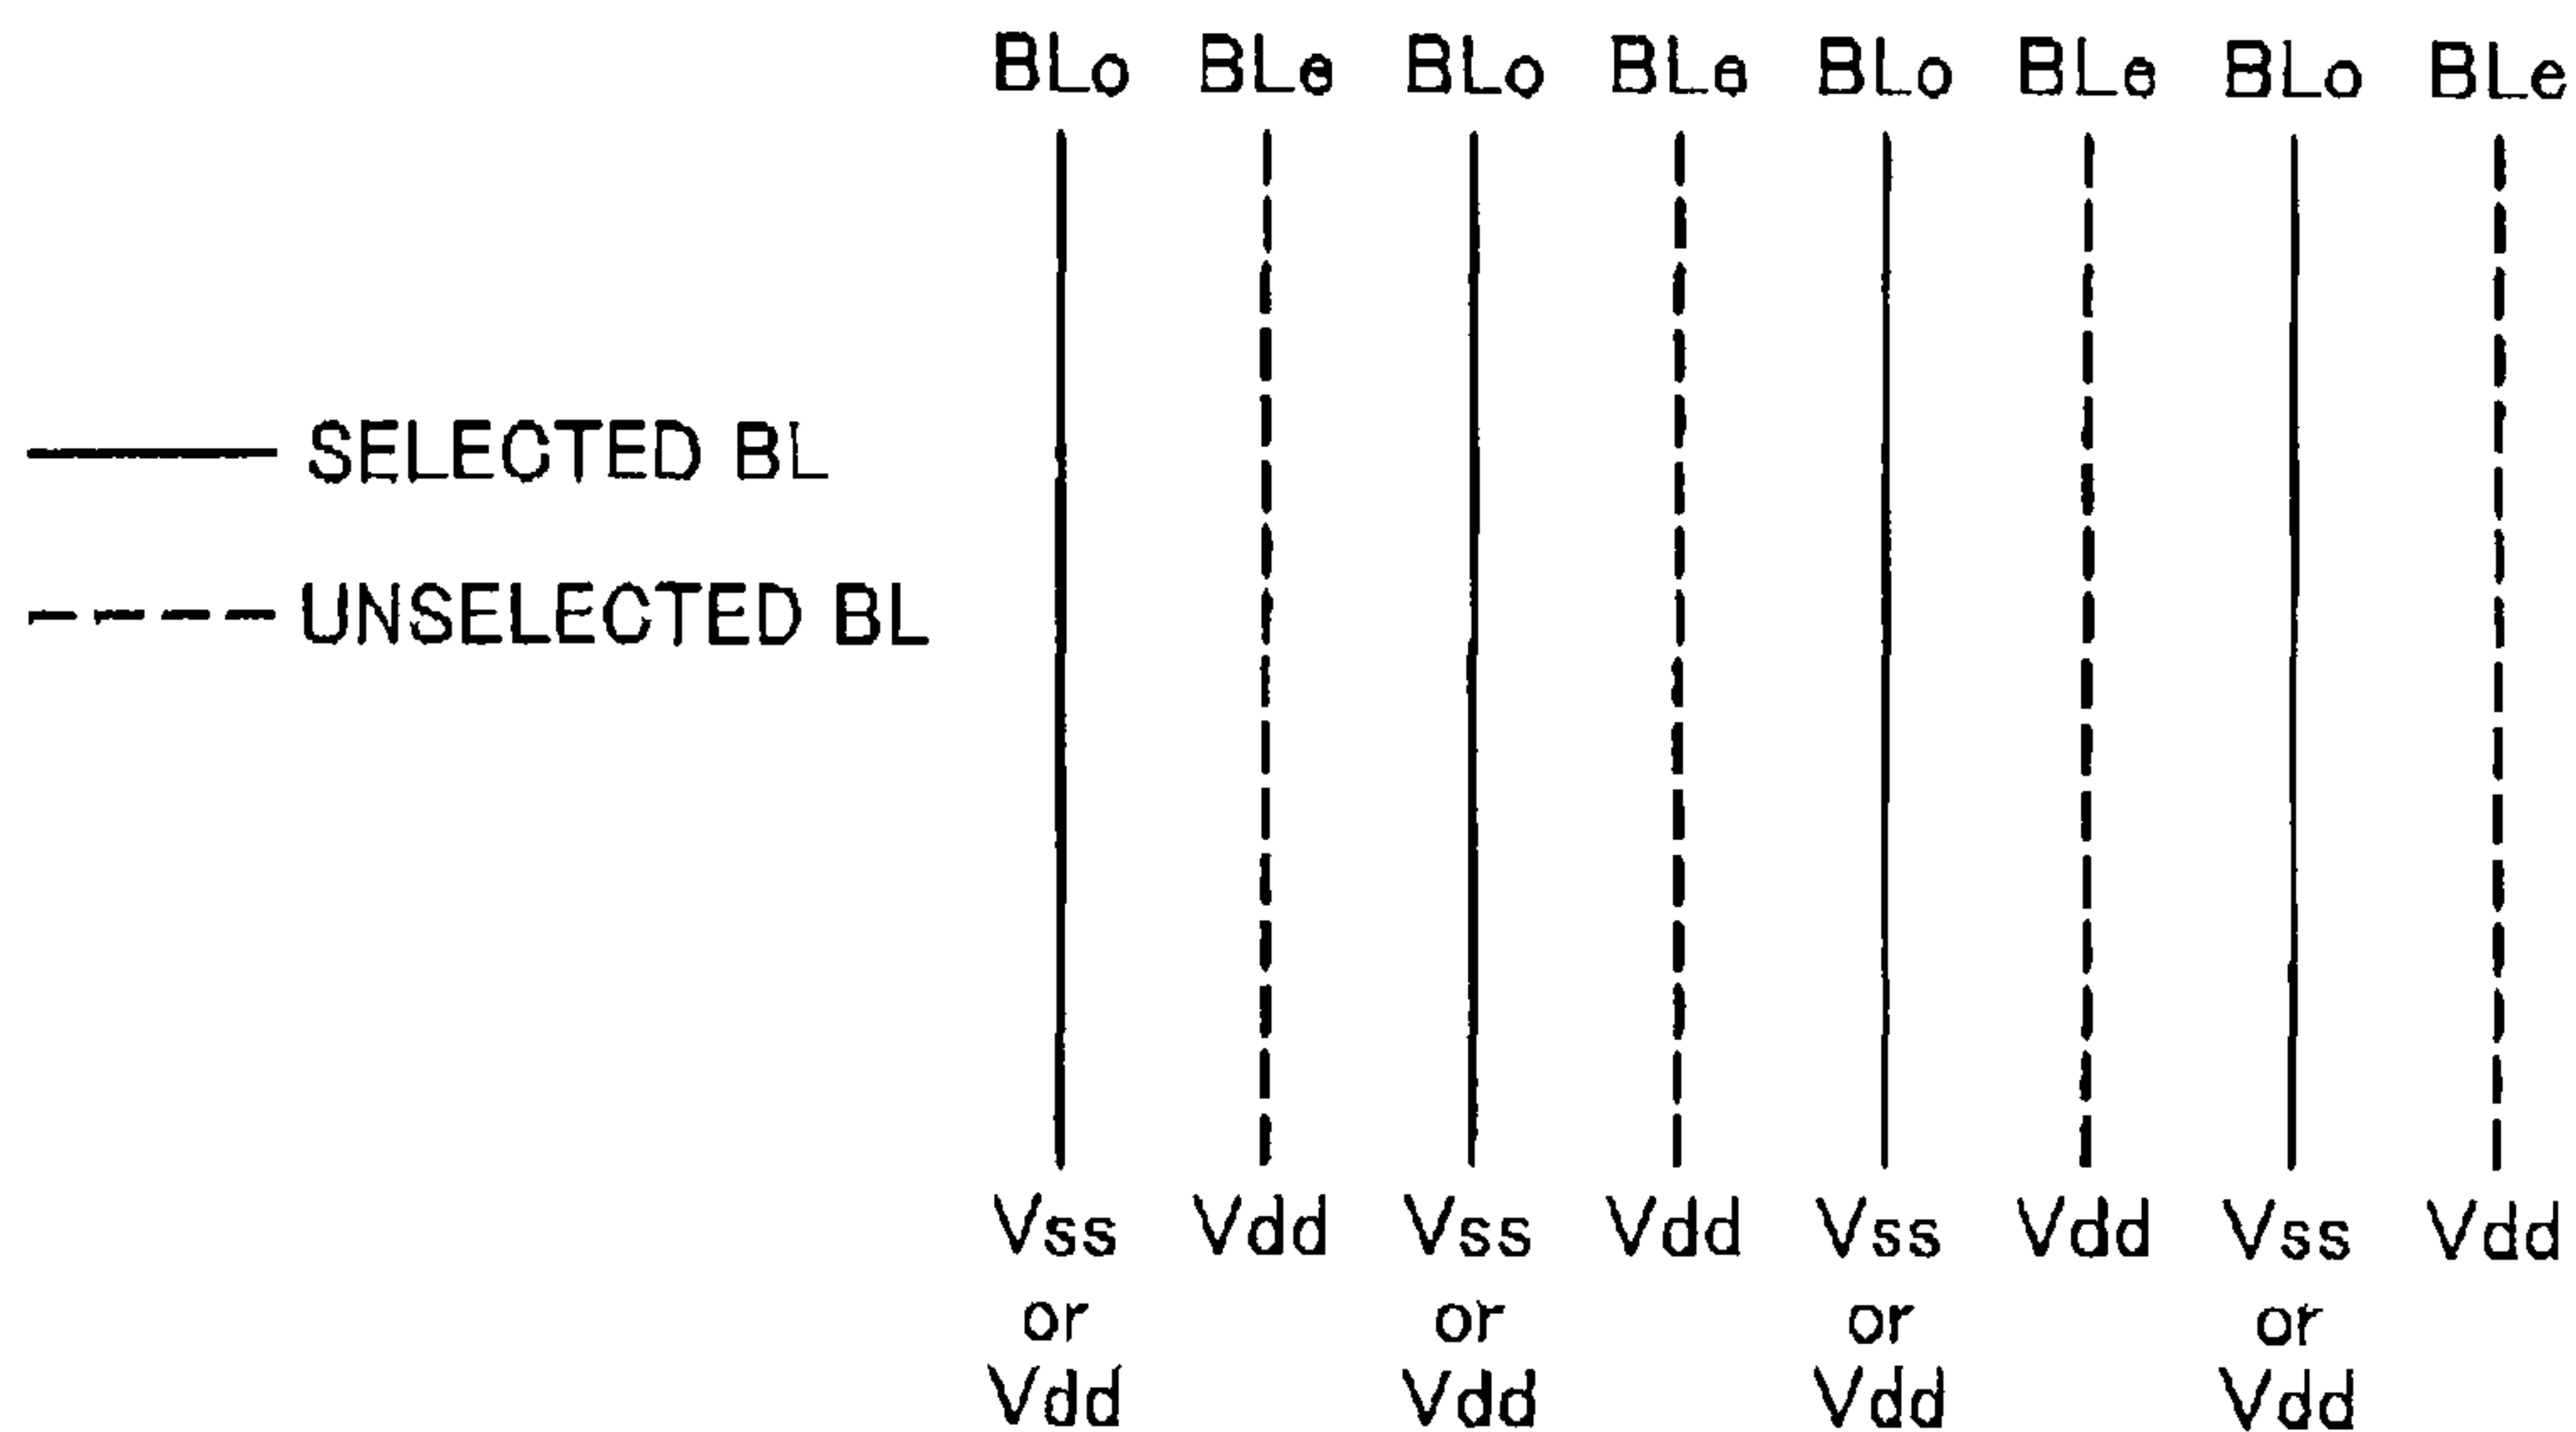 BLo BLe BLo BLe BLo BLe BLo BLe
SELECTED BL
UNSELECTED BL
Vss Vdd Vss Vdd Vss Vdd Vss Vdd
or or or or
Vdd Vdd Vdd Vdd